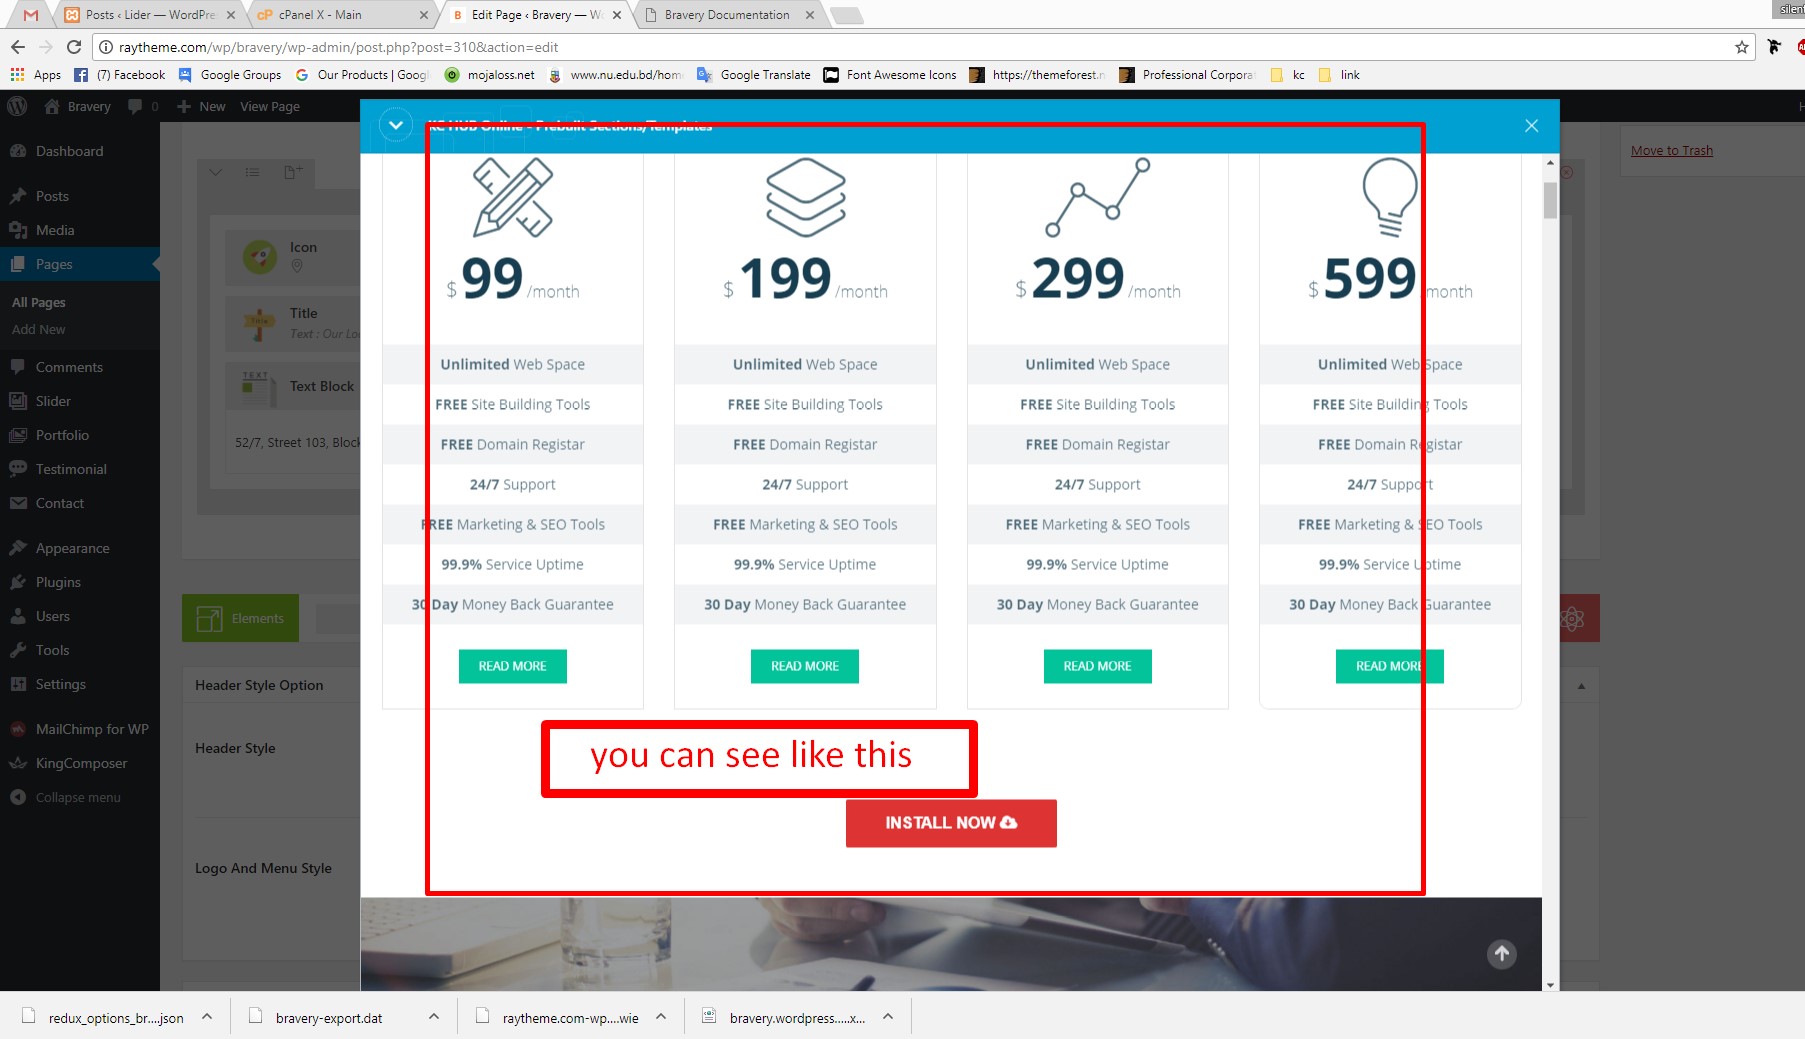 Posts ‹ Lider — WordPre
cPanel X - Main
Edit Page ‹ Bravery — Wo
Bravery Documentation
silent
raytheme.com/wp/bravery/wp-admin/post.php?post=310&action=edit
Apps
(7) Facebook
Google Groups
Our Products | Googl
mojaloss.net
www.nu.edu.bd/hom
Google Translate
Font Awesome Icons
https://themeforest.n
Professional Corpora
kc
link
Bravery
0
New
View Page
H
Dashboard
Posts
Media
Pages
All Pages
Add New
Comments
Slider
Portfolio
Testimonial
Contact
Appearance
Plugins
Users
Tools
Settings
MailChimp for WP
KingComposer
Collapse menu
Icon
Title
Text : Our Lo
TEXT
Text Block
52/7, Street 103, Block
Elements
Header Style Option
Header Style
Logo And Menu Style
Move to Trash
KC HUB Online - Prebuilt Sections/Templates
$ 99 /month
Unlimited Web Space
FREE Site Building Tools
FREE Domain Registar
24/7 Support
FREE Marketing & SEO Tools
99.9% Service Uptime
30 Day Money Back Guarantee
READ MORE
$ 199 /month
Unlimited Web Space
FREE Site Building Tools
FREE Domain Registar
24/7 Support
FREE Marketing & SEO Tools
99.9% Service Uptime
30 Day Money Back Guarantee
READ MORE
$ 299 /month
Unlimited Web Space
FREE Site Building Tools
FREE Domain Registar
24/7 Support
FREE Marketing & SEO Tools
99.9% Service Uptime
30 Day Money Back Guarantee
READ MORE
$ 599 /month
Unlimited Web Space
FREE Site Building Tools
FREE Domain Registar
24/7 Support
FREE Marketing & SEO Tools
99.9% Service Uptime
30 Day Money Back Guarantee
READ MORE
you can see like this
INSTALL NOW
redux_options_br....json
bravery-export.dat
raytheme.com-wp....wie
bravery.wordpress.....x...